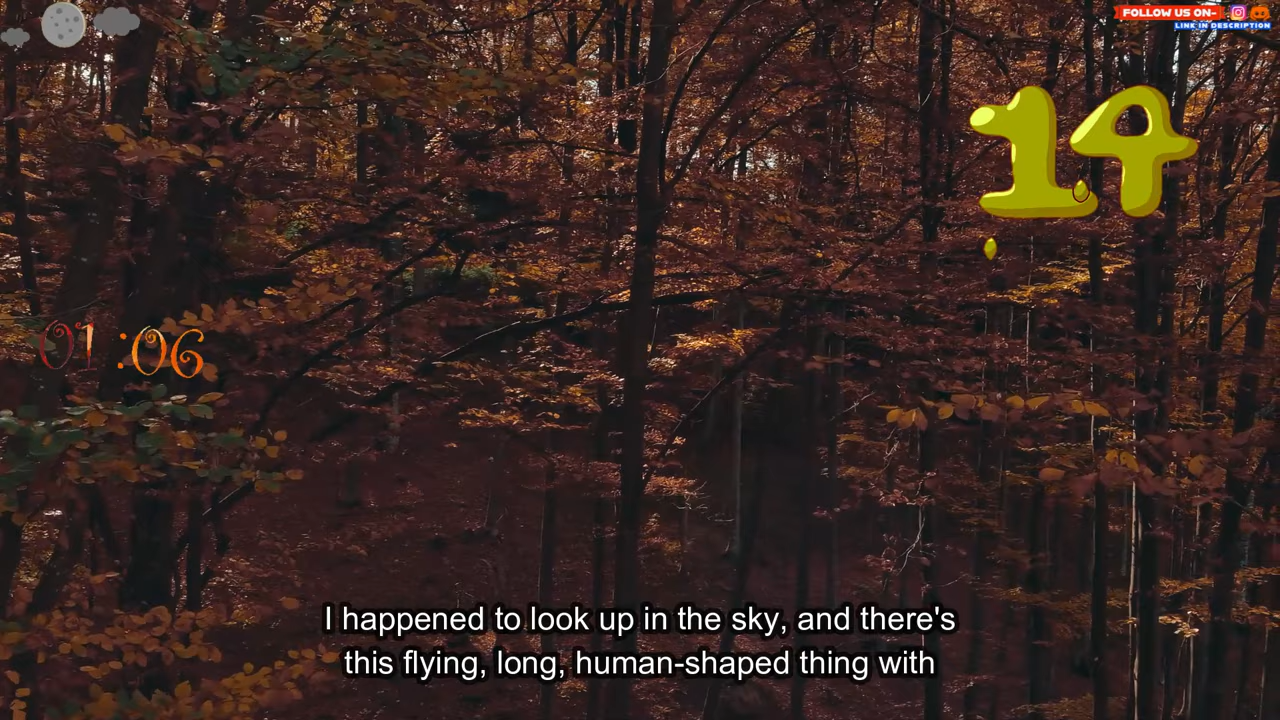 FOLLOW US ON-
LINK IN DESCRIPTION
14
01 :06
I happened to look up in the sky, and there's
this flying, long, human-shaped thing with